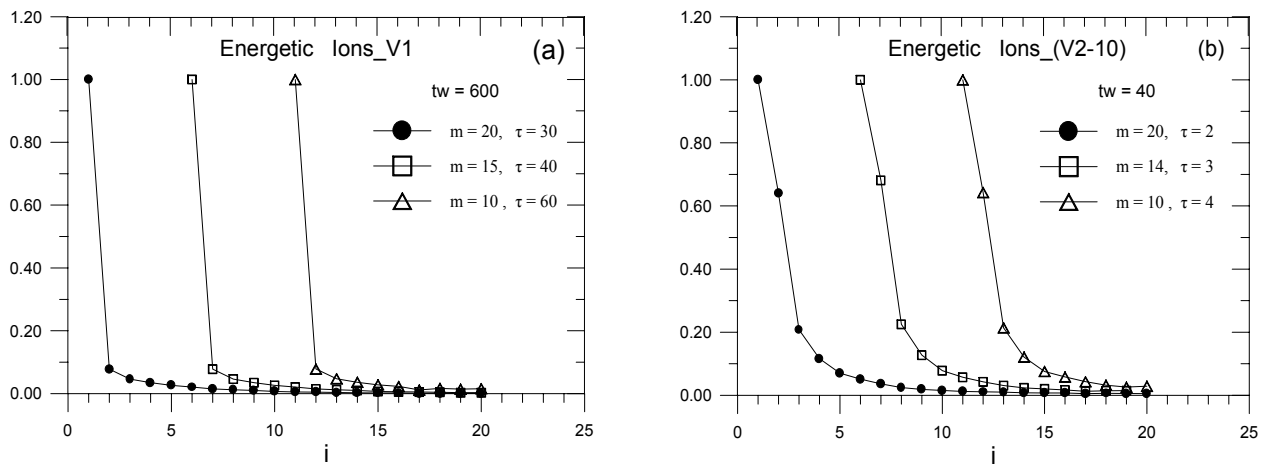 Energetic Ions_V1 (a)
tw = 600
m = 20, τ = 30
m = 15, τ = 40
m = 10 , τ = 60
1.20
1.00
0.80
0.60
0.40
0.20
0.00
0 5 10 15 20 25
i
Energetic Ions_(V2-10) (b)
tw = 40
m = 20, τ = 2
m = 14, τ = 3
m = 10 , τ = 4
1.20
1.00
0.80
0.60
0.40
0.20
0.00
0 5 10 15 20 25
i